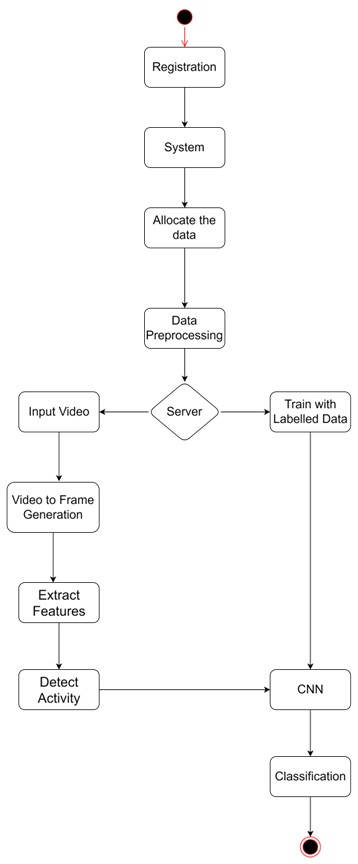 Registration
System
Allocate the
data
Data
Preprocessing
Input Video
Server
Train with
Labelled Data
Video to Frame
Generation
Extract
Features
Detect
Activity
CNN
Classification